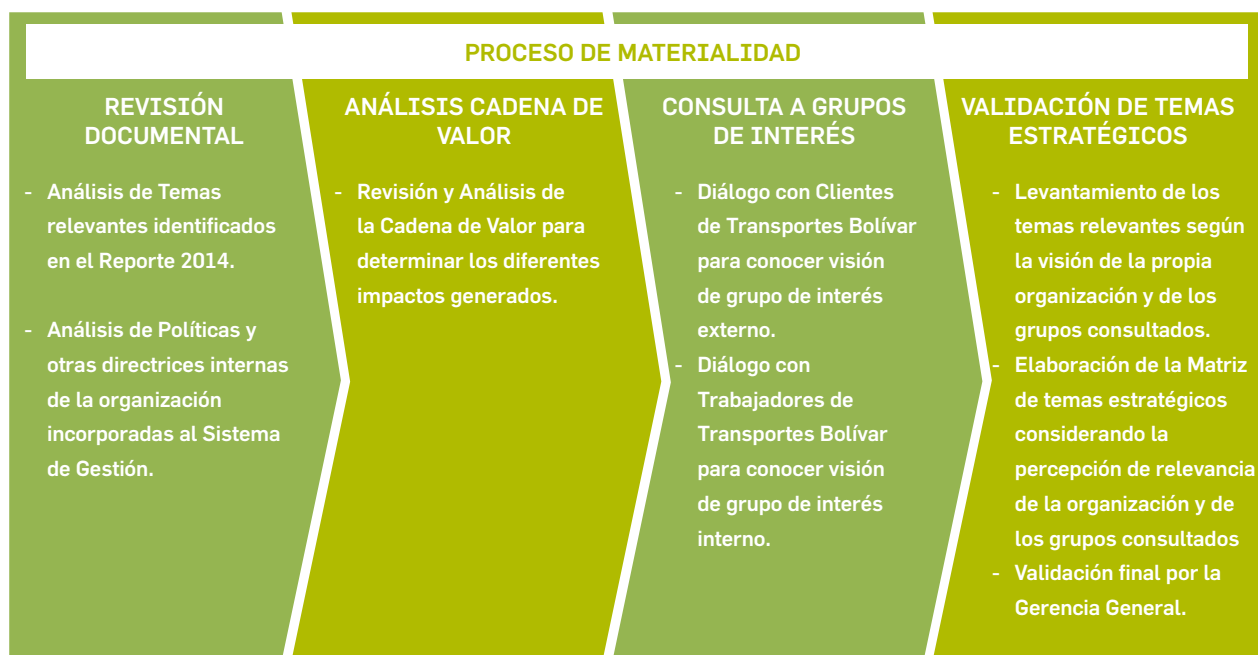 PROCESO DE MATERIALIDAD
REVISIÓN
DOCUMENTAL
- Análisis de Temas
relevantes identificados
en el Reporte 2014.
- Análisis de Políticas y
otras directrices internas
de la organización
incorporadas al Sistema
de Gestión.
ANÁLISIS CADENA DE
VALOR
- Revisión y Análisis de
la Cadena de Valor para
determinar los diferentes
impactos generados.
CONSULTA A GRUPOS
DE INTERÉS
- Diálogo con Clientes
de Transportes Bolívar
para conocer visión
de grupo de interés
externo.
- Diálogo con
Trabajadores de
Transportes Bolívar
para conocer visión
de grupo de interés
interno.
VALIDACIÓN DE TEMAS
ESTRATÉGICOS
- Levantamiento de los
temas relevantes según
la visión de la propia
organización y de los
grupos consultados.
- Elaboración de la Matriz
de temas estratégicos
considerando la
percepción de relevancia
de la organización y de
los grupos consultados
- Validación final por la
Gerencia General.